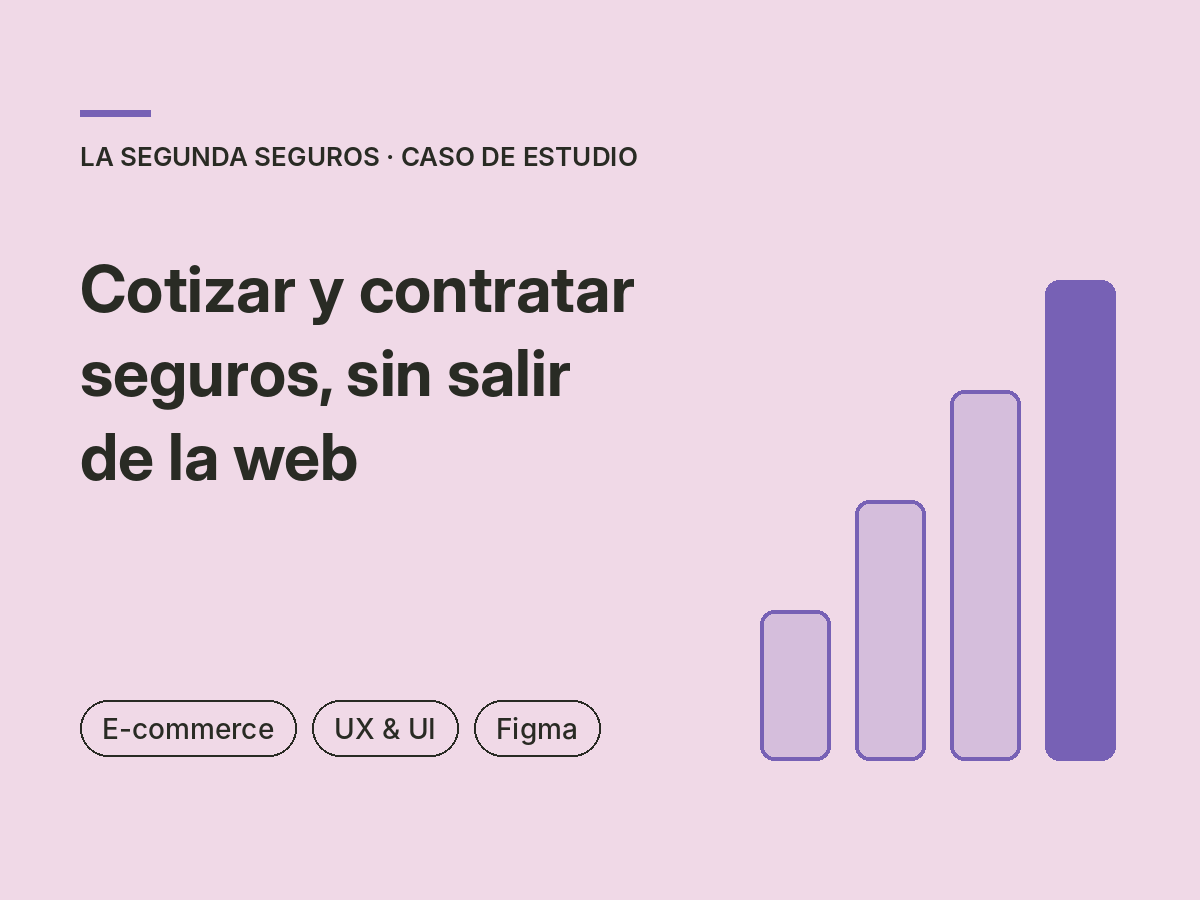 LA SEGUNDA SEGUROS · CASO DE ESTUDIO
Cotizar y contratar
seguros, sin salir
de la web
E-commerce
UX & UI
Figma